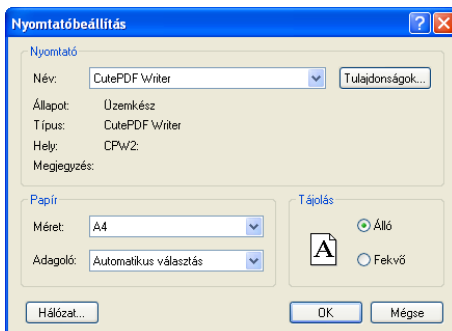 Nyomtatóbeállítás
Nyomtató
Név: CutePDF Writer Tulajdonságok...
Állapot: Üzemkész
Típus: CutePDF Writer
Hely: CPW2:
Megjegyzés:
Papír
Méret: A4
Adagoló: Automatikus választás
Tájolás
A
Álló
Fekvő
Hálózat... OK Mégse